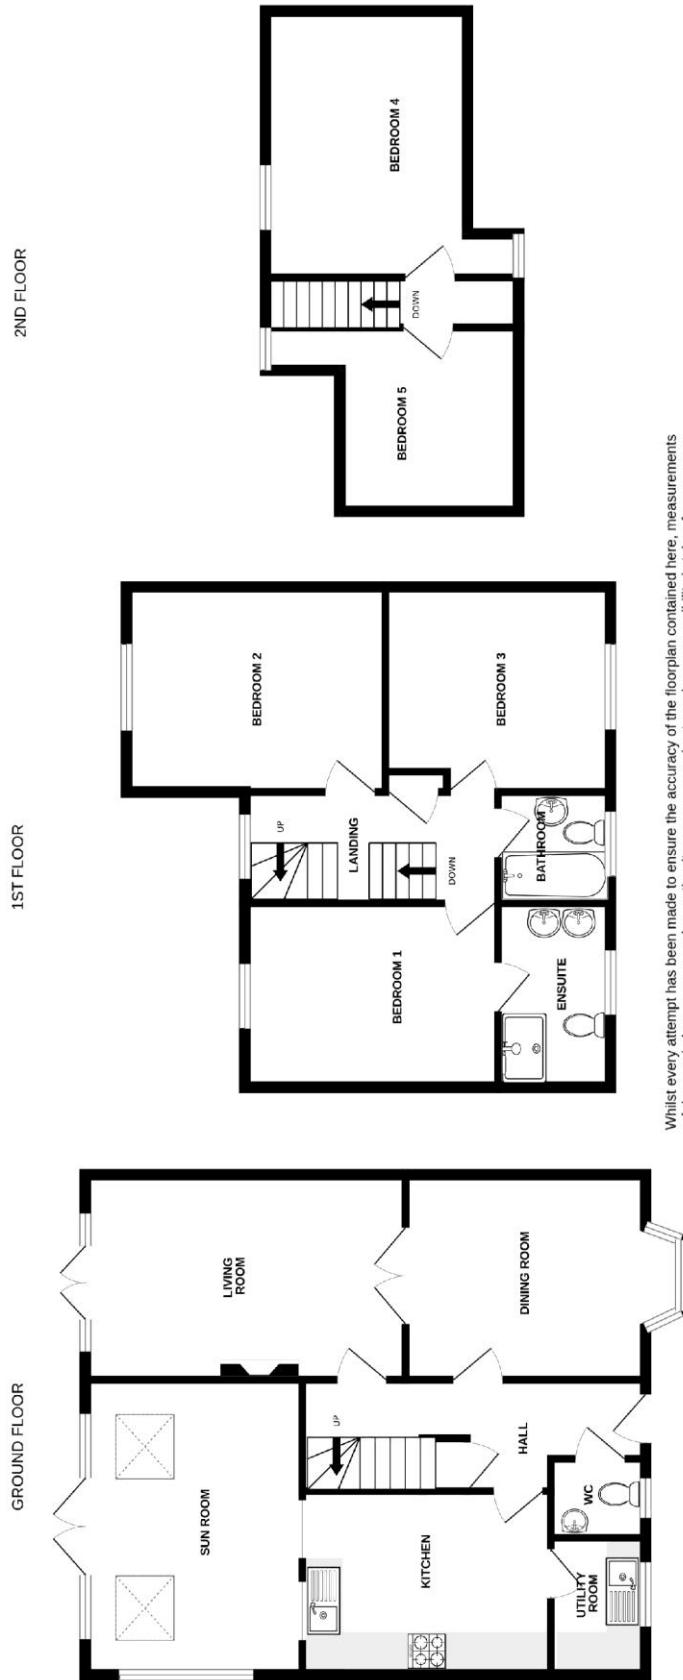 GROUND FLOOR
SUN ROOM
LIVING
ROOM
KITCHEN
UP
HALL
DINING ROOM
UTILITY
ROOM
WC
1ST FLOOR
BEDROOM 1
UP
LANDING
DOWN
BEDROOM 2
BEDROOM 3
ENSUITE
BATHROOM
2ND FLOOR
BEDROOM 5
DOWN
BEDROOM 4
Whilst every attempt has been made to ensure the accuracy of the floorplan contained here, measurements